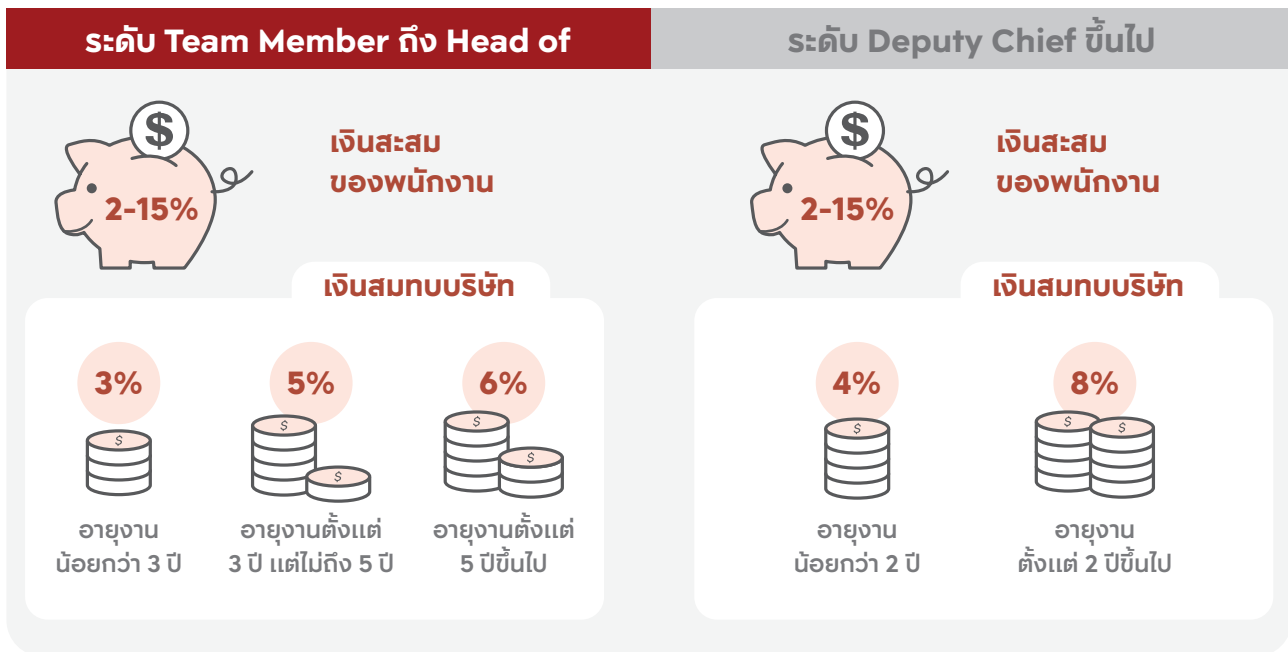 ระดับ Team Member ถึง Head of
$
2-15%
เงินสะสม
ของพนักงาน
เงินสมทบบริษัท
3%
$
อายุงาน
น้อยกว่า 3 ปี
5%
$
$
อายุงานตั้งแต่
3 ปี แต่ไม่ถึง 5 ปี
6%
$
$
อายุงานตั้งแต่
5 ปีขึ้นไป
ระดับ Deputy Chief ขึ้นไป
$
2-15%
เงินสะสม
ของพนักงาน
เงินสมทบบริษัท
4%
$
อายุงาน
น้อยกว่า 2 ปี
8%
$
$
อายุงาน
ตั้งแต่ 2 ปีขึ้นไป